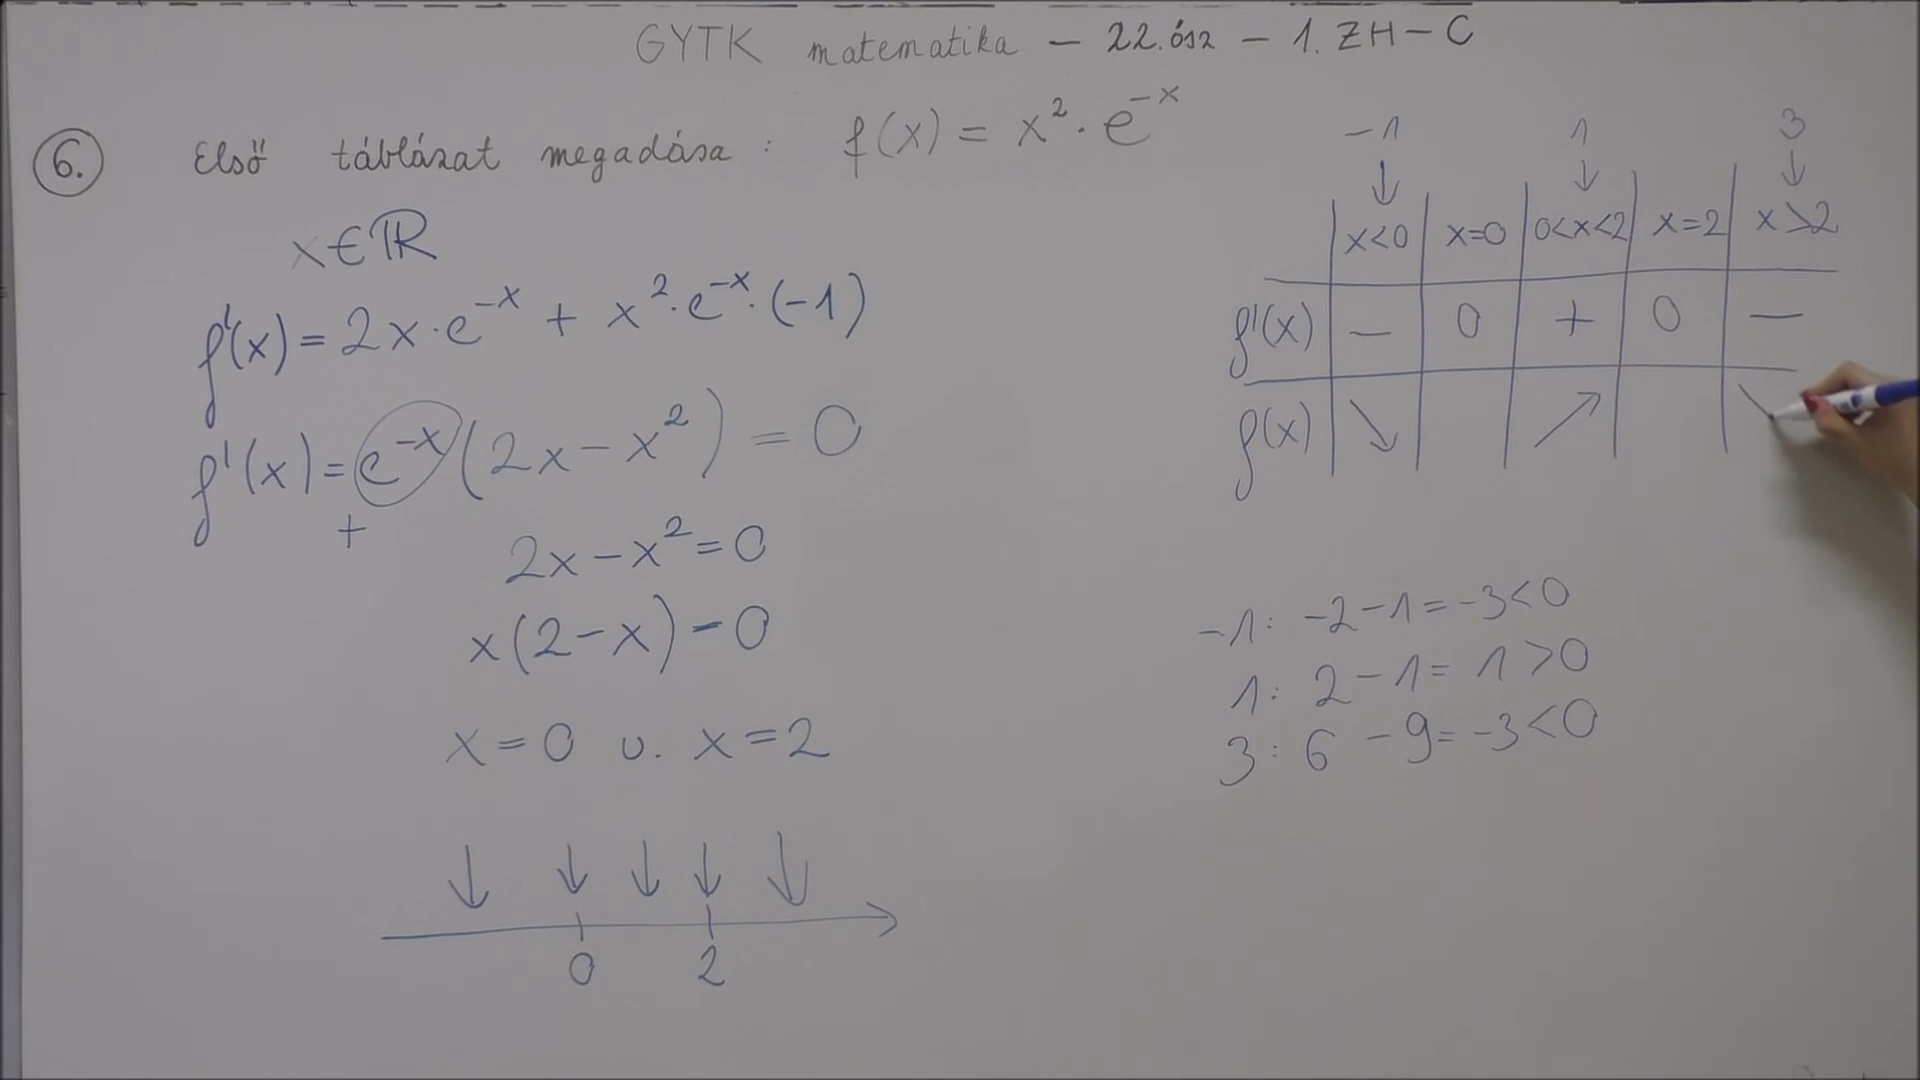 GYTK matematika - 22. ősz - 1. ZH - C
6. Első táblázat megadása : f(x) = x² · e⁻ˣ
x∈ℝ
f'(x) = 2x · e⁻ˣ + x² · e⁻ˣ · (-1)
f'(x) = e⁻ˣ (2x - x²) = 0
+
2x - x² = 0
x(2 - x) = 0
x = 0 v. x = 2
0 2
-1 1 3
↓ ↓ ↓
x<0 x=0 0<x<2 x=2 x>2
f'(x) - 0 + 0 -
f(x) ↘ ↗
-1: -2 - 1 = -3 < 0
1: 2 - 1 = 1 > 0
3: 6 - 9 = -3 < 0